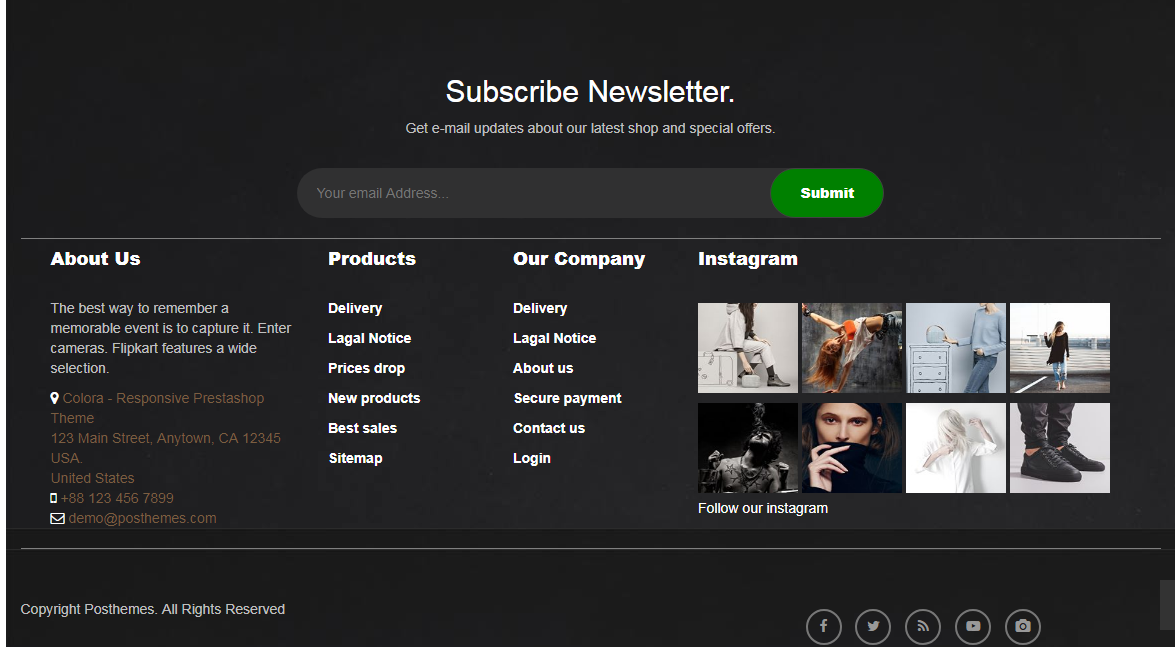 Subscribe Newsletter.
Get e-mail updates about our latest shop and special offers.
Your email Address...
Submit
About Us
The best way to remember a
memorable event is to capture it. Enter
cameras. Flipkart features a wide
selection.
Colora - Responsive Prestashop
Theme
123 Main Street, Anytown, CA 12345
USA.
United States
+88 123 456 7899
demo@posthemes.com
Products
Delivery
Lagal Notice
Prices drop
New products
Best sales
Sitemap
Our Company
Delivery
Lagal Notice
About us
Secure payment
Contact us
Login
Instagram
Follow our instagram
Copyright Posthemes. All Rights Reserved